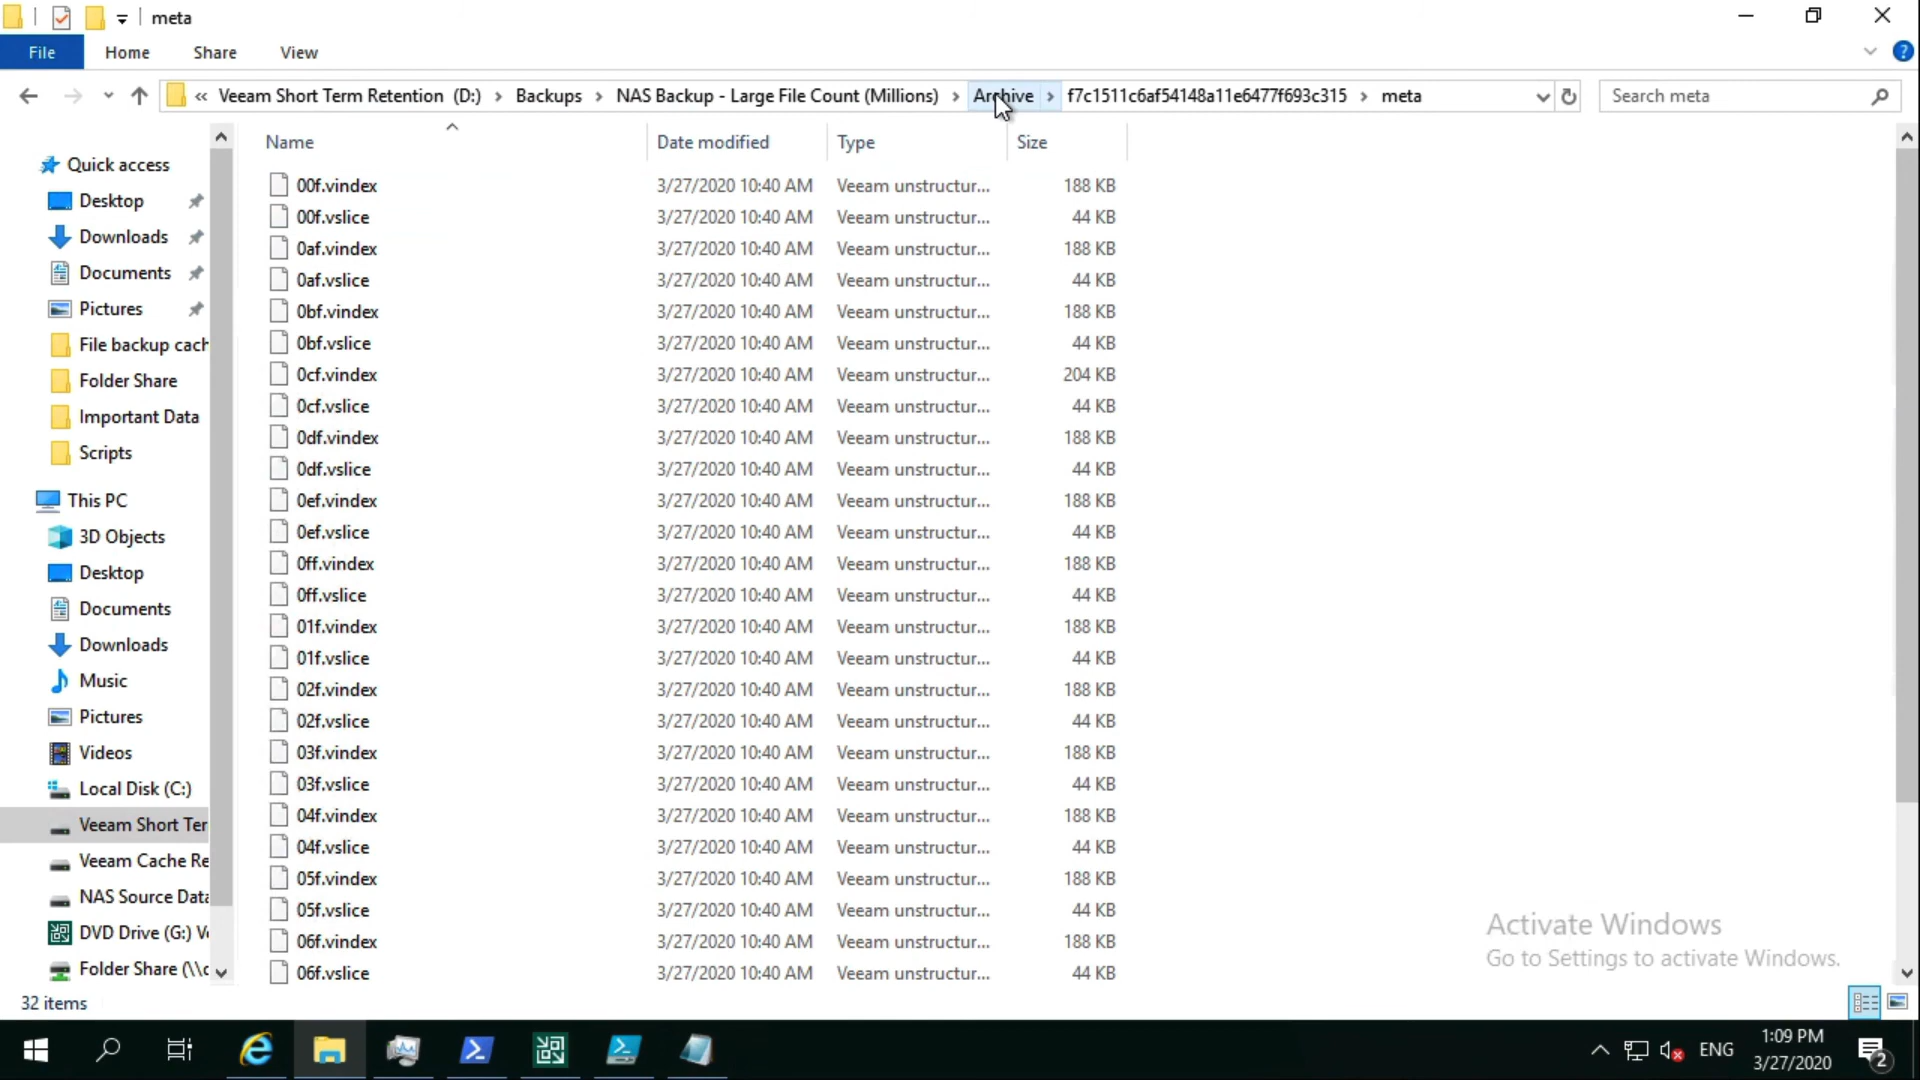 meta
File Home Share View
« Veeam Short Term Retention (D:) › Backups › NAS Backup - Large File Count (Millions) › Archive › f7c1511c6af54148a11e6477f693c315 › meta
Search meta
Name Date modified Type Size
Quick access
Desktop
Downloads
Documents
Pictures
File backup cach
Folder Share
Important Data
Scripts
This PC
3D Objects
Desktop
Documents
Downloads
Music
Pictures
Videos
Local Disk (C:)
Veeam Short Ter
Veeam Cache Re
NAS Source Data
DVD Drive (G:) Ve
Folder Share (\\c
00f.vindex 3/27/2020 10:40 AM Veeam unstructur... 188 KB
00f.vslice 3/27/2020 10:40 AM Veeam unstructur... 44 KB
0af.vindex 3/27/2020 10:40 AM Veeam unstructur... 188 KB
0af.vslice 3/27/2020 10:40 AM Veeam unstructur... 44 KB
0bf.vindex 3/27/2020 10:40 AM Veeam unstructur... 188 KB
0bf.vslice 3/27/2020 10:40 AM Veeam unstructur... 44 KB
0cf.vindex 3/27/2020 10:40 AM Veeam unstructur... 204 KB
0cf.vslice 3/27/2020 10:40 AM Veeam unstructur... 44 KB
0df.vindex 3/27/2020 10:40 AM Veeam unstructur... 188 KB
0df.vslice 3/27/2020 10:40 AM Veeam unstructur... 44 KB
0ef.vindex 3/27/2020 10:40 AM Veeam unstructur... 188 KB
0ef.vslice 3/27/2020 10:40 AM Veeam unstructur... 44 KB
0ff.vindex 3/27/2020 10:40 AM Veeam unstructur... 188 KB
0ff.vslice 3/27/2020 10:40 AM Veeam unstructur... 44 KB
01f.vindex 3/27/2020 10:40 AM Veeam unstructur... 188 KB
01f.vslice 3/27/2020 10:40 AM Veeam unstructur... 44 KB
02f.vindex 3/27/2020 10:40 AM Veeam unstructur... 188 KB
02f.vslice 3/27/2020 10:40 AM Veeam unstructur... 44 KB
03f.vindex 3/27/2020 10:40 AM Veeam unstructur... 188 KB
03f.vslice 3/27/2020 10:40 AM Veeam unstructur... 44 KB
04f.vindex 3/27/2020 10:40 AM Veeam unstructur... 188 KB
04f.vslice 3/27/2020 10:40 AM Veeam unstructur... 44 KB
05f.vindex 3/27/2020 10:40 AM Veeam unstructur... 188 KB
05f.vslice 3/27/2020 10:40 AM Veeam unstructur... 44 KB
06f.vindex 3/27/2020 10:40 AM Veeam unstructur... 188 KB
06f.vslice 3/27/2020 10:40 AM Veeam unstructur... 44 KB
Activate Windows
Go to Settings to activate Windows.
32 items
ENG
1:09 PM
3/27/2020
2